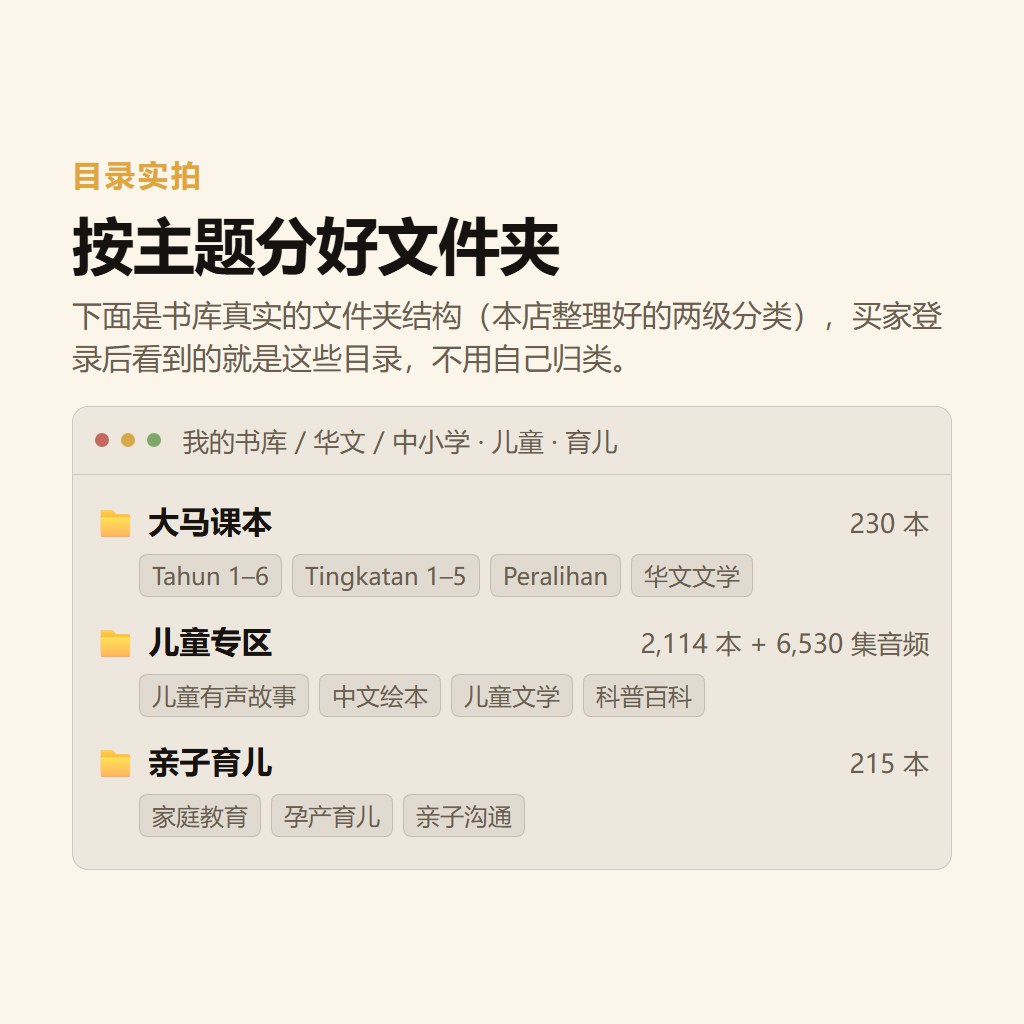 目录实拍
按主题分好文件夹
下面是书库真实的文件夹结构（本店整理好的两级分类），买家登
录后看到的就是这些目录，不用自己归类。
我的书库 / 华文 / 中小学 · 儿童 · 育儿
大马课本 230 本
Tahun 1–6 Tingkatan 1–5 Peralihan 华文文学
儿童专区 2,114 本 + 6,530 集音频
儿童有声故事 中文绘本 儿童文学 科普百科
亲子育儿 215 本
家庭教育 孕产育儿 亲子沟通